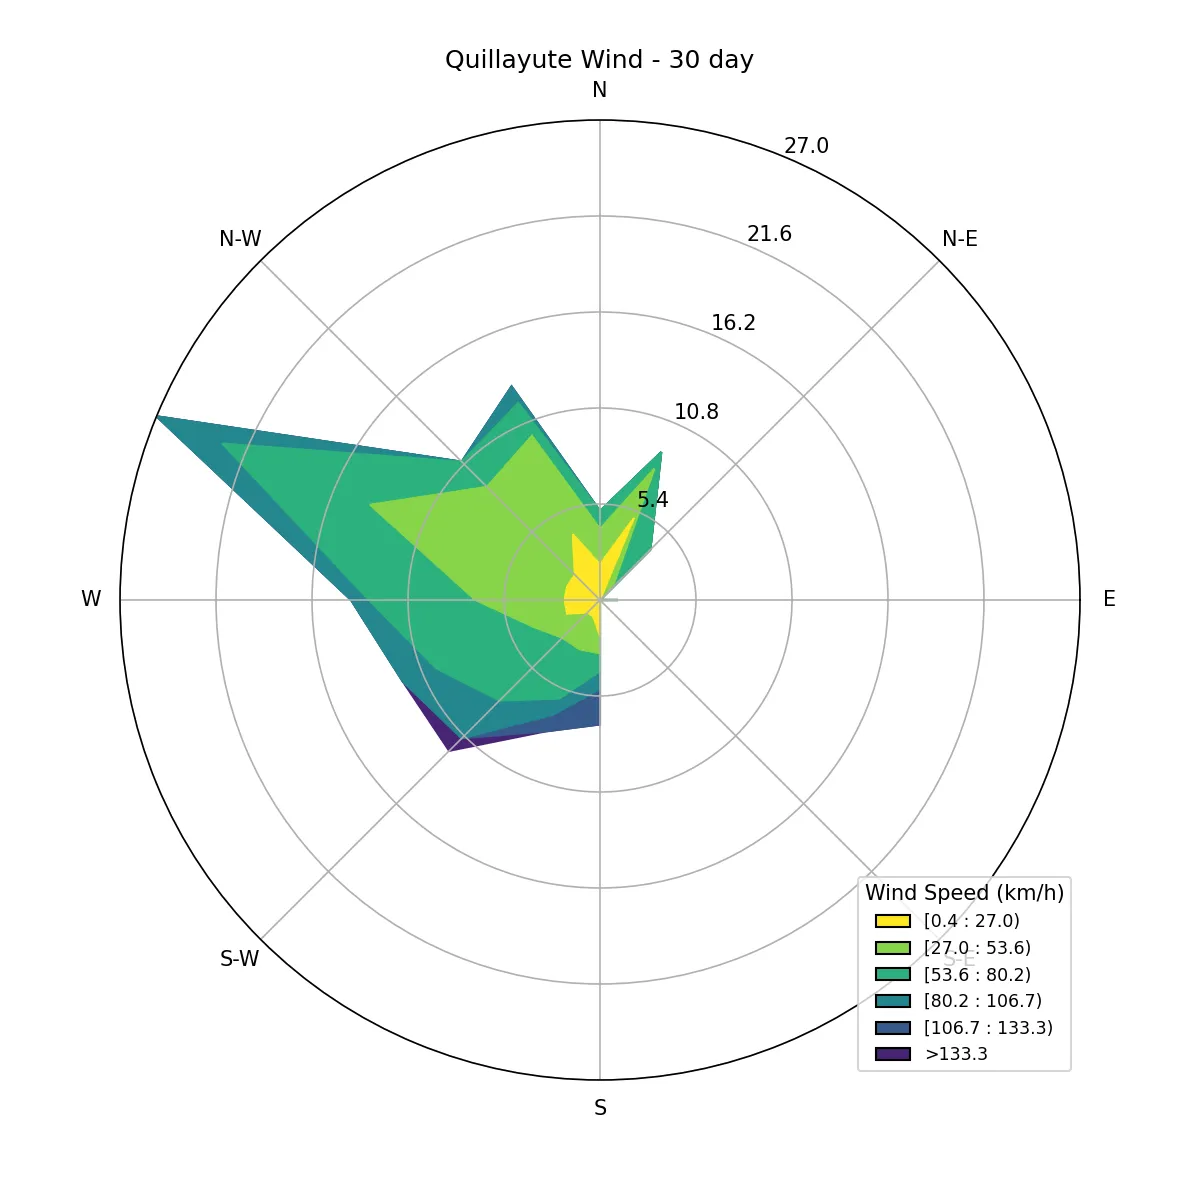 Quillayute Wind - 30 day
N
27.0
N-W
N-E
21.6
16.2
10.8
5.4
W
E
Wind Speed (km/h)
[0.4 : 27.0)
[27.0 : 53.6)
S-W
S-E
[53.6 : 80.2)
[80.2 : 106.7)
[106.7 : 133.3)
>133.3
S